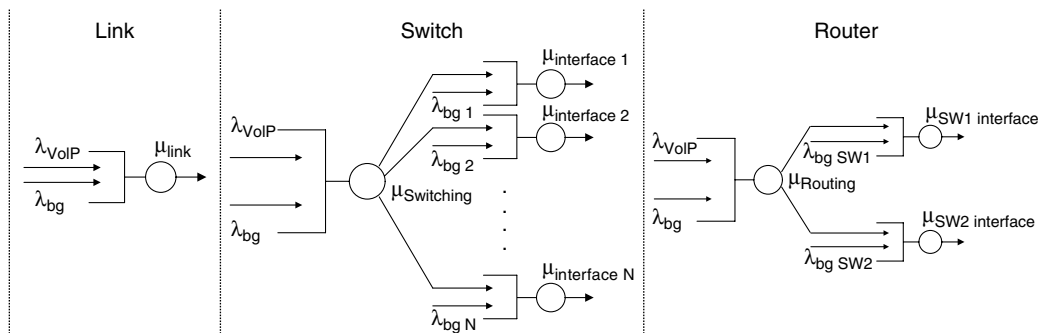 Link
λVoIP
λbg
μlink
Switch
λVoIP
λbg
μSwitching
μinterface 1
λbg 1
μinterface 2
λbg 2
. . . .
μinterface N
λbg N
Router
λVoIP
λbg
μRouting
μSW1 interface
λbg SW1
μSW2 interface
λbg SW2